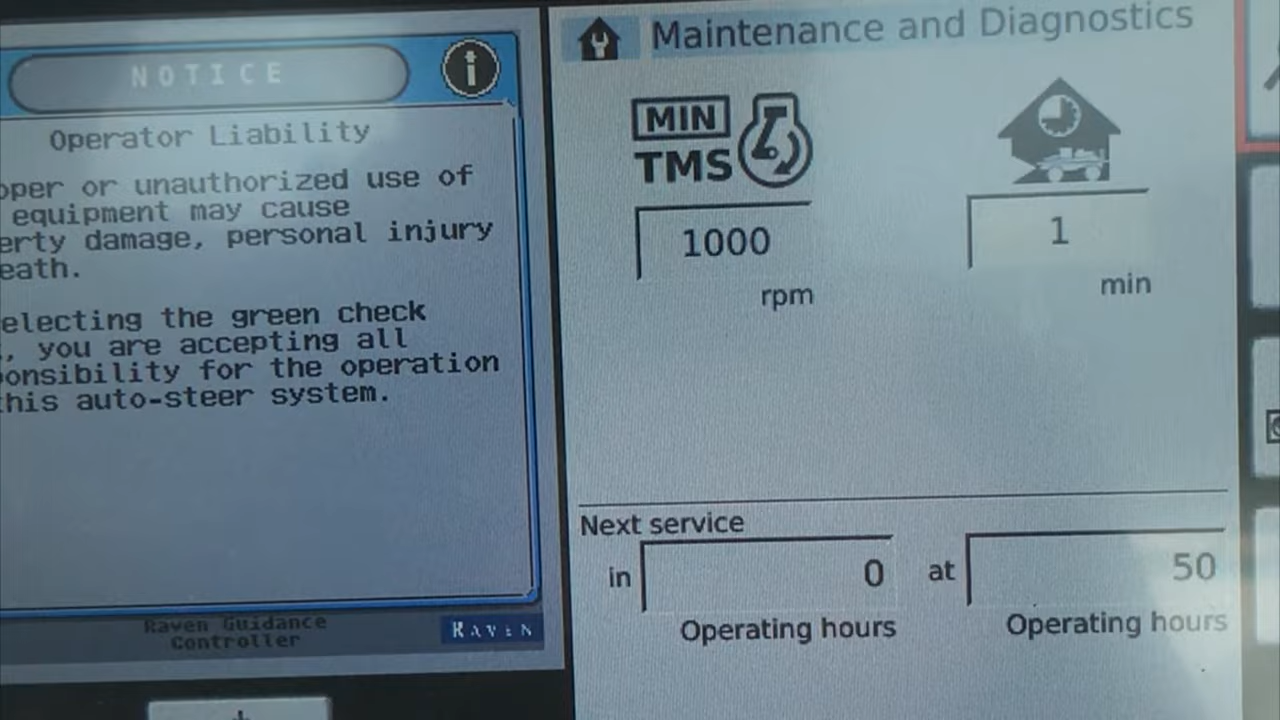 NOTICE
i
Operator Liability
oper or unauthorized use of
equipment may cause
erty damage, personal injury
eath.
electing the green check
, you are accepting all
onsibility for the operation
this auto-steer system.
Raven Guidance
Controller
RAVEN
Maintenance and Diagnostics
MIN
TMS
1000
rpm
1
min
Next service
in
0
at
50
Operating hours
Operating hours